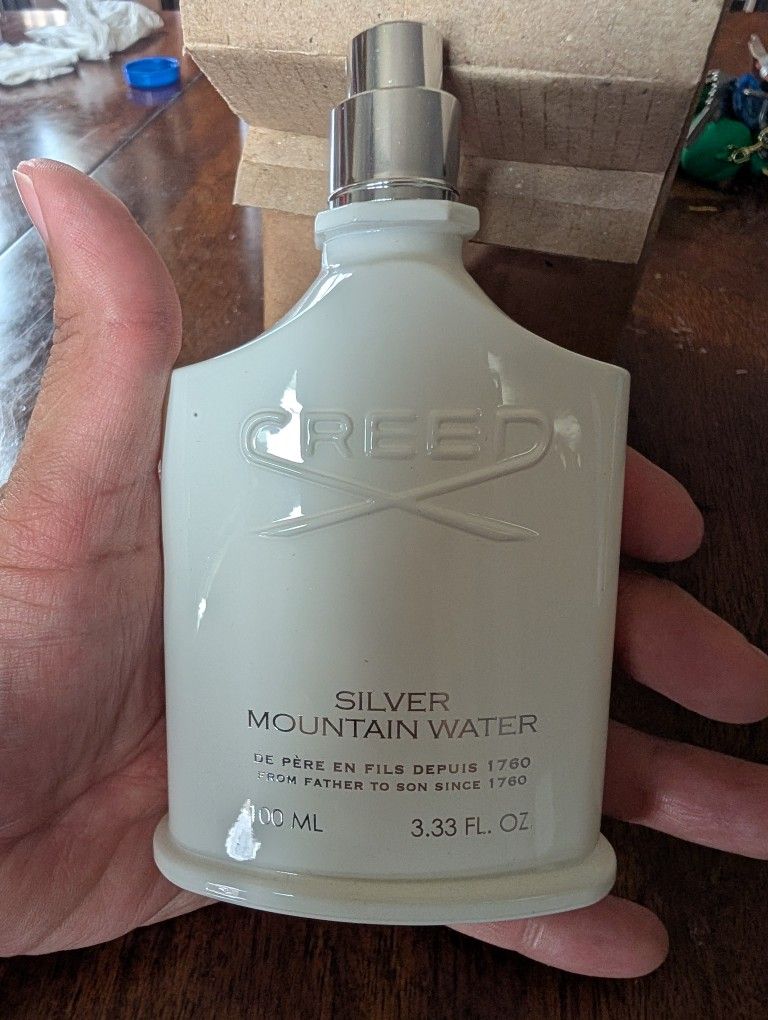 CREED
SILVER
MOUNTAIN WATER
DE PÈRE EN FILS DEPUIS 1760
FROM FATHER TO SON SINCE 1760
100 ML 3.33 FL. OZ.